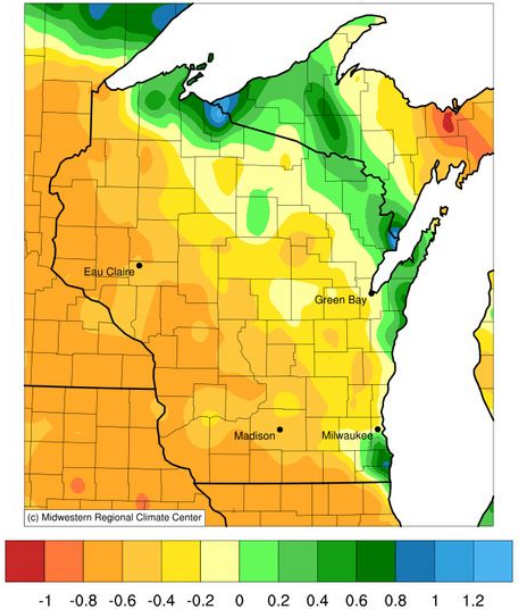 Eau Claire
Green Bay
Madison
Milwaukee
(c) Midwestern Regional Climate Center
-1 -0.8 -0.6 -0.4 -0.2 0 0.2 0.4 0.6 0.8 1 1.2